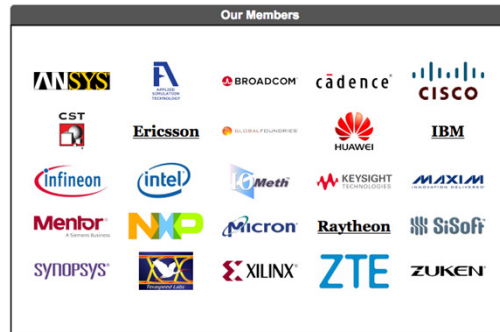 Our Members
ANSYS
APPLIED
SIMULATION
TECHNOLOGY
BROADCOM
cādence
CISCO
CST
Ericsson
GLOBALFOUNDRIES
HUAWEI
IBM
infineon
intel
IO Meth
KEYSIGHT
TECHNOLOGIES
MAXIM
INNOVATION DELIVERED
Mentor
A Siemens Business
NXP
Micron
Raytheon
SiSoft
SYNOPSYS
Teraspeed Labs
XILINX
ZTE
ZUKEN